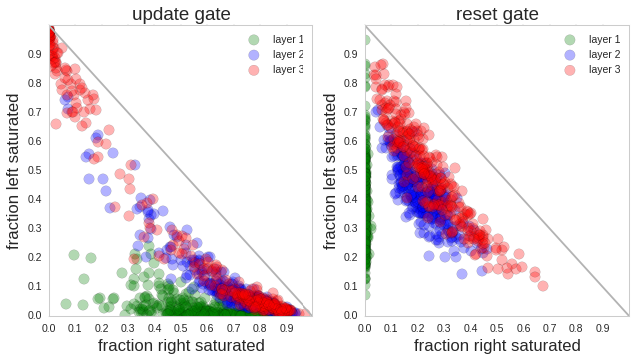 update gate
layer 1
layer 2
layer 3
fraction left saturated
0.9
0.8
0.7
0.6
0.5
0.4
0.3
0.2
0.1
0.0
0.0 0.1 0.2 0.3 0.4 0.5 0.6 0.7 0.8 0.9
fraction right saturated
reset gate
layer 1
layer 2
layer 3
fraction left saturated
0.9
0.8
0.7
0.6
0.5
0.4
0.3
0.2
0.1
0.0
0.0 0.1 0.2 0.3 0.4 0.5 0.6 0.7 0.8 0.9
fraction right saturated